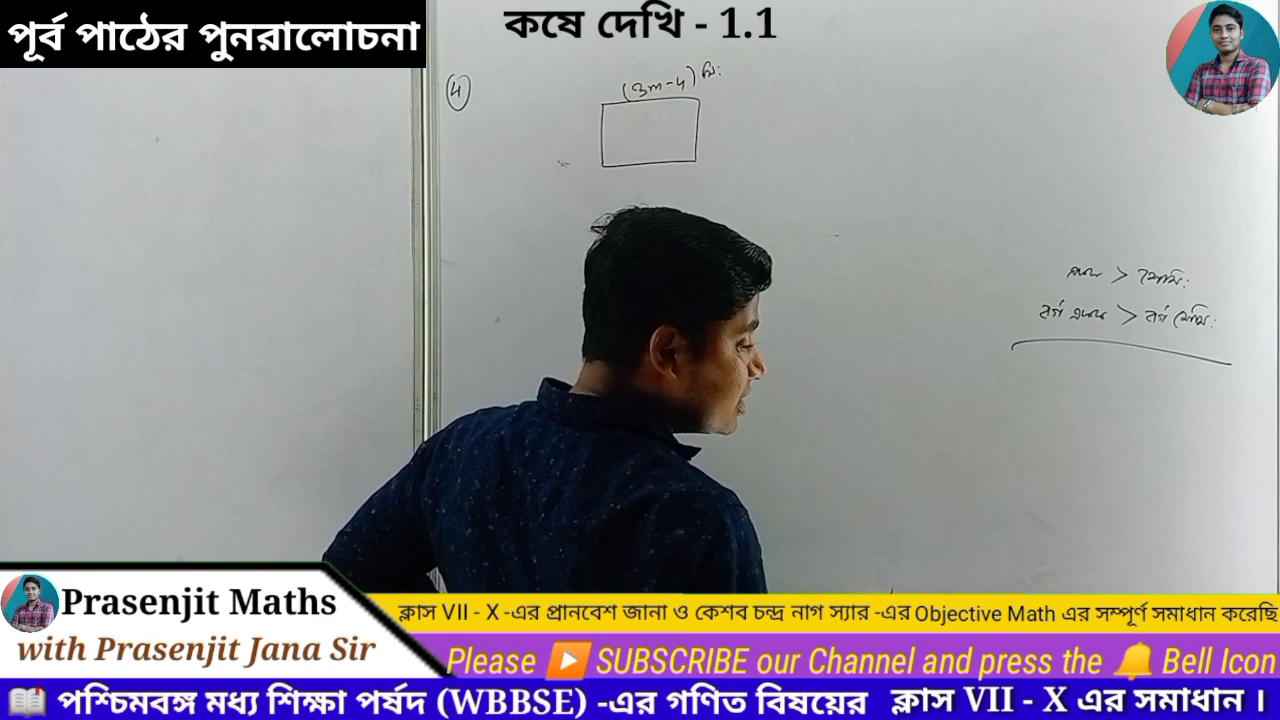 পূর্ব পাঠের পুনরালোচনা
কষে দেখি - 1.1
4
(3m-4) মি:
> 
বর্গ > বর্গ
Prasenjit Maths
with Prasenjit Jana Sir
ক্লাস VII - X -এর প্রানবেশ জানা ও কেশব চন্দ্র নাগ স্যার -এর Objective Math এর সম্পূর্ণ সমাধান করেছি
Please SUBSCRIBE our Channel and press the Bell Icon
পশ্চিমবঙ্গ মধ্য শিক্ষা পর্ষদ (WBBSE) -এর গণিত বিষয়ের ক্লাস VII - X এর সমাধান ।